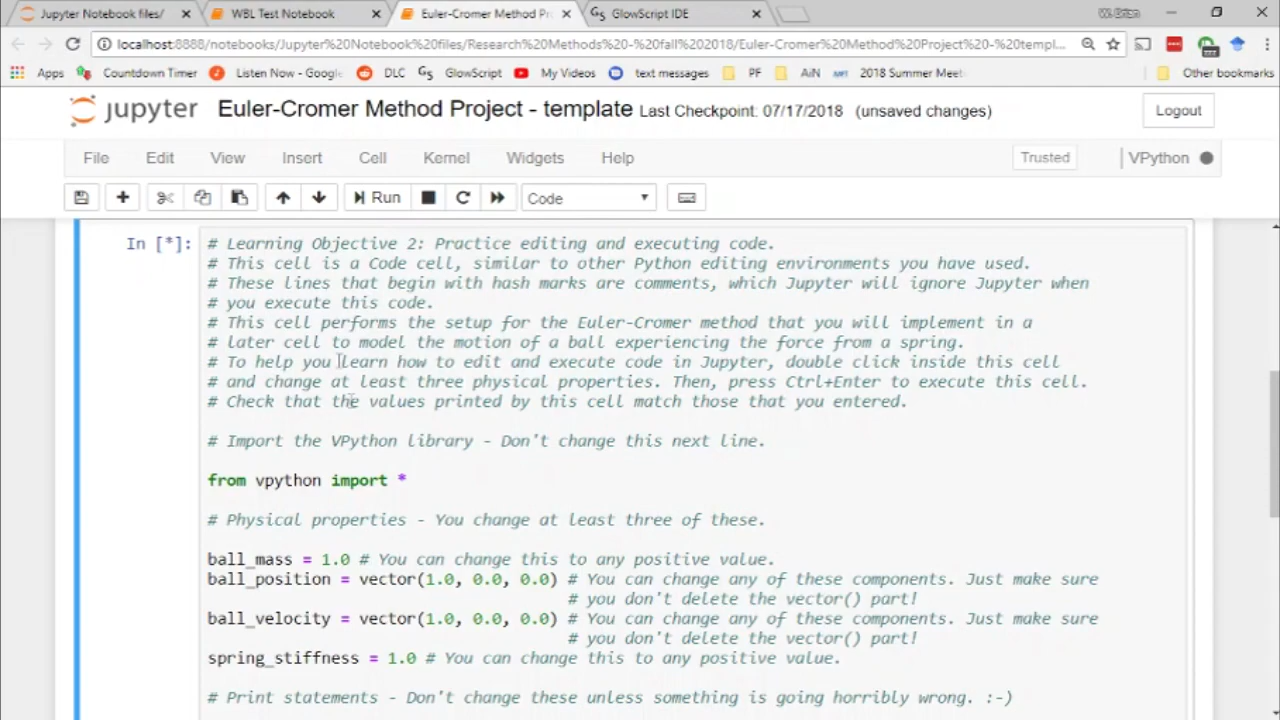 Jupyter Notebook files/
WBL Test Notebook
Euler-Cromer Method Pr
GlowScript IDE
localhost:8888/notebooks/Jupyter%20Notebook%20files/Research%20Methods%20-%20fall%202018/Euler-Cromer%20Method%20Project%20-%20templ...
Apps Countdown Timer Listen Now - Google DLC GlowScript My Videos text messages PF AiN 2018 Summer Meet Other bookmarks
jupyter Euler-Cromer Method Project - template Last Checkpoint: 07/17/2018 (unsaved changes) Logout
File Edit View Insert Cell Kernel Widgets Help Trusted VPython
Run Code
In [*]:
# Learning Objective 2: Practice editing and executing code.
# This cell is a Code cell, similar to other Python editing environments you have used.
# These lines that begin with hash marks are comments, which Jupyter will ignore Jupyter when
# you execute this code.
# This cell performs the setup for the Euler-Cromer method that you will implement in a
# later cell to model the motion of a ball experiencing the force from a spring.
# To help you learn how to edit and execute code in Jupyter, double click inside this cell
# and change at least three physical properties. Then, press Ctrl+Enter to execute this cell.
# Check that the values printed by this cell match those that you entered.
# Import the VPython library - Don't change this next line.
from vpython import *
# Physical properties - You change at least three of these.
ball_mass = 1.0 # You can change this to any positive value.
ball_position = vector(1.0, 0.0, 0.0) # You can change any of these components. Just make sure
# you don't delete the vector() part!
ball_velocity = vector(1.0, 0.0, 0.0) # You can change any of these components. Just make sure
# you don't delete the vector() part!
spring_stiffness = 1.0 # You can change this to any positive value.
# Print statements - Don't change these unless something is going horribly wrong. :-)